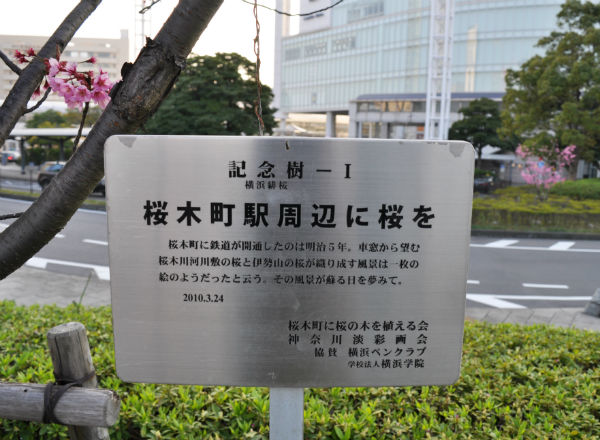 記念樹－I
横浜緋桜
桜木町駅周辺に桜を
桜木町に鉄道が開通したのは明治５年。車窓から望む
桜木川河川敷の桜と伊勢山の桜が織り成す風景は一枚の
絵のようだったと云う。その風景が蘇る日を夢みて。
2010.3.24
桜木町に桜の木を植える会
神奈川淡彩画会
協賛 横浜ペンクラブ
学校法人横浜学院